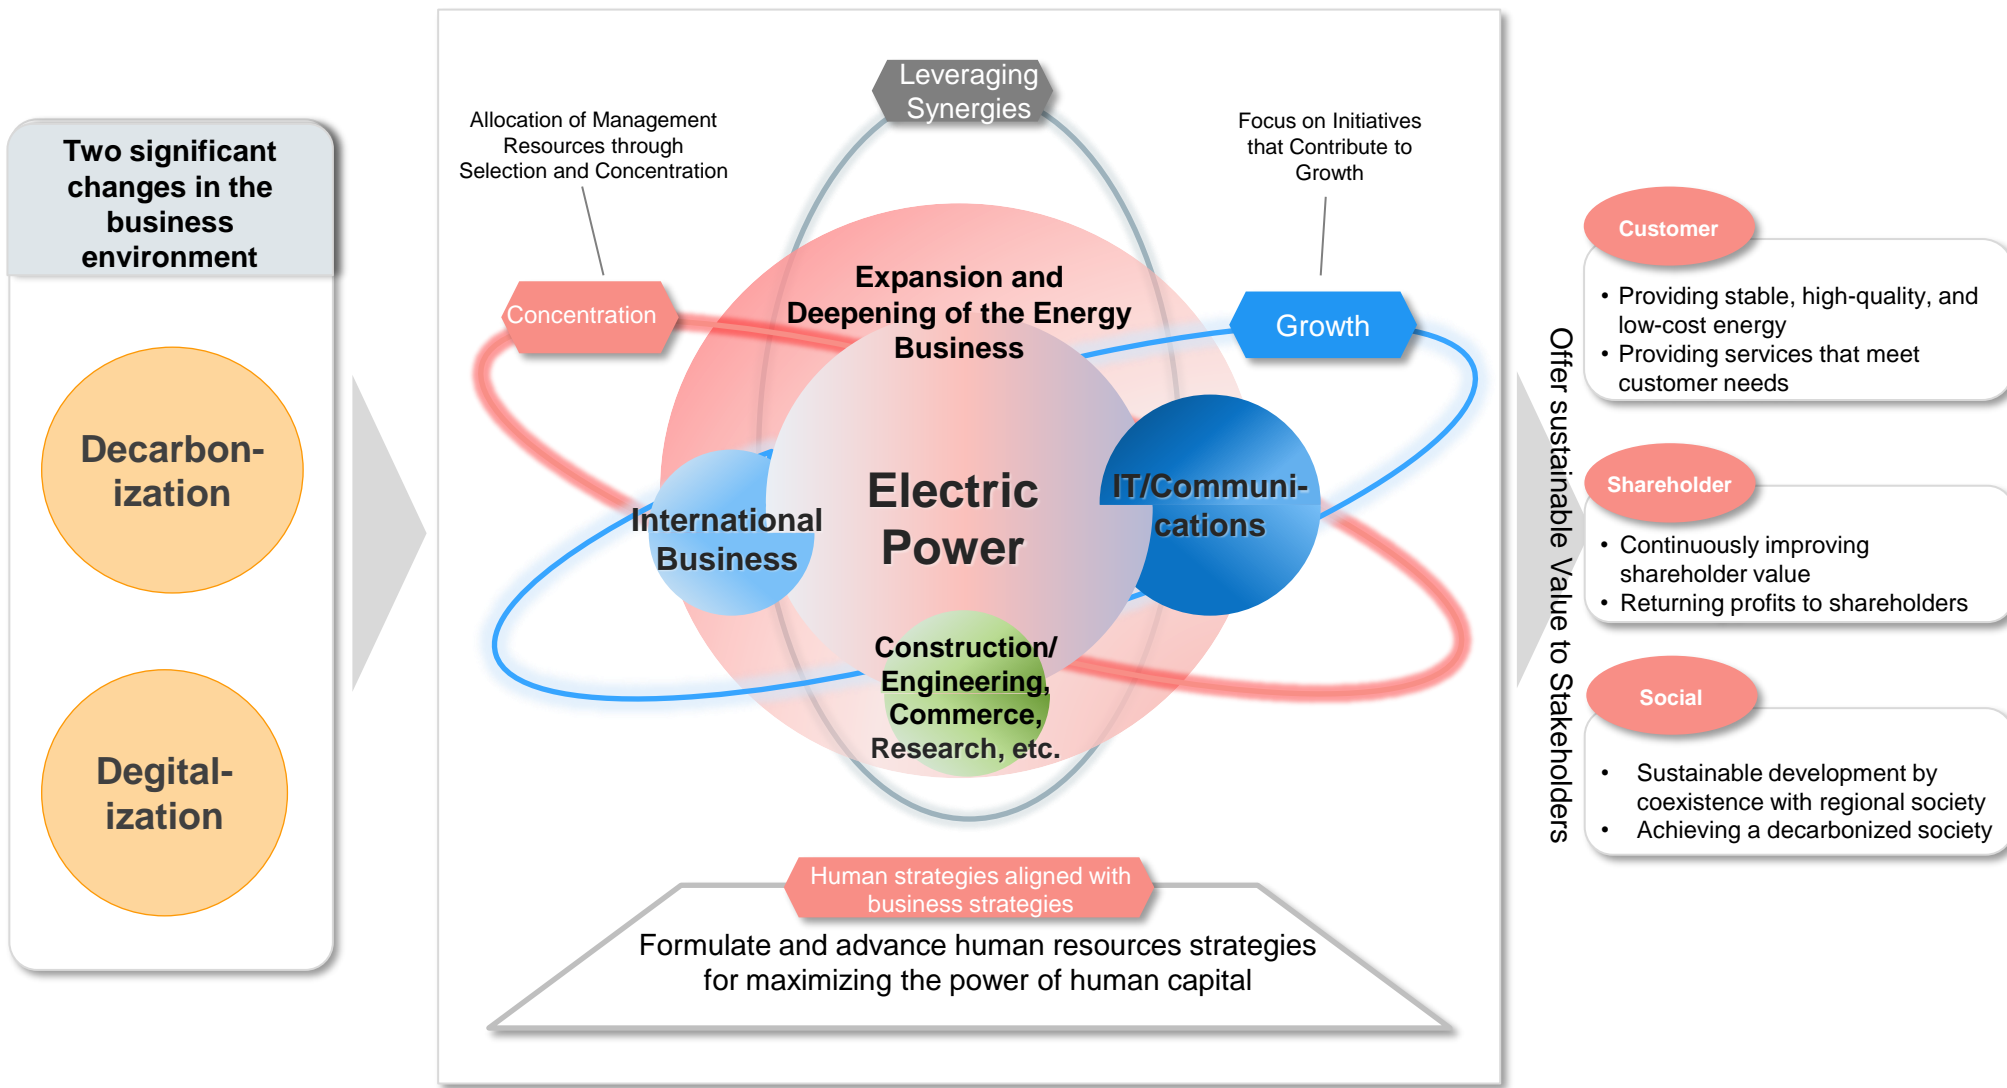 Two significant
changes in the
business
environment
Decarbon-
ization
Degital-
ization
Leveraging
Synergies
Allocation of Management
Resources through
Selection and Concentration
Focus on Initiatives
that Contribute to
Growth
Concentration
Growth
Expansion and
Deepening of the Energy
Business
Electric
Power
International
Business
IT/Communi-
cations
Construction/
Engineering,
Commerce,
Research, etc.
Human strategies aligned with
business strategies
Formulate and advance human resources strategies
for maximizing the power of human capital
Offer sustainable Value to Stakeholders
Customer
• Providing stable, high-quality, and
low-cost energy
• Providing services that meet
customer needs
Shareholder
• Continuously improving
shareholder value
• Returning profits to shareholders
Social
• Sustainable development by
coexistence with regional society
• Achieving a decarbonized society